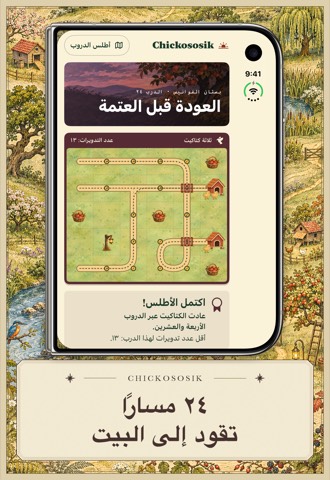 أطلس الدروب
Chickososik
9:41
بستان الفوانيس · الدرب ٢٤
العودة قبل العتمة
ثلاثة كتاكيت
عدد التدويرات: ١٣
اكتمل الأطلس!
عادت الكتاكيت عبر الدروب
الأربعة والعشرين.
أقل عدد تدويرات لهذا الدرب: ١٣.
CHICKOSOSIK
٢٤ مسارًا
تقود إلى البيت